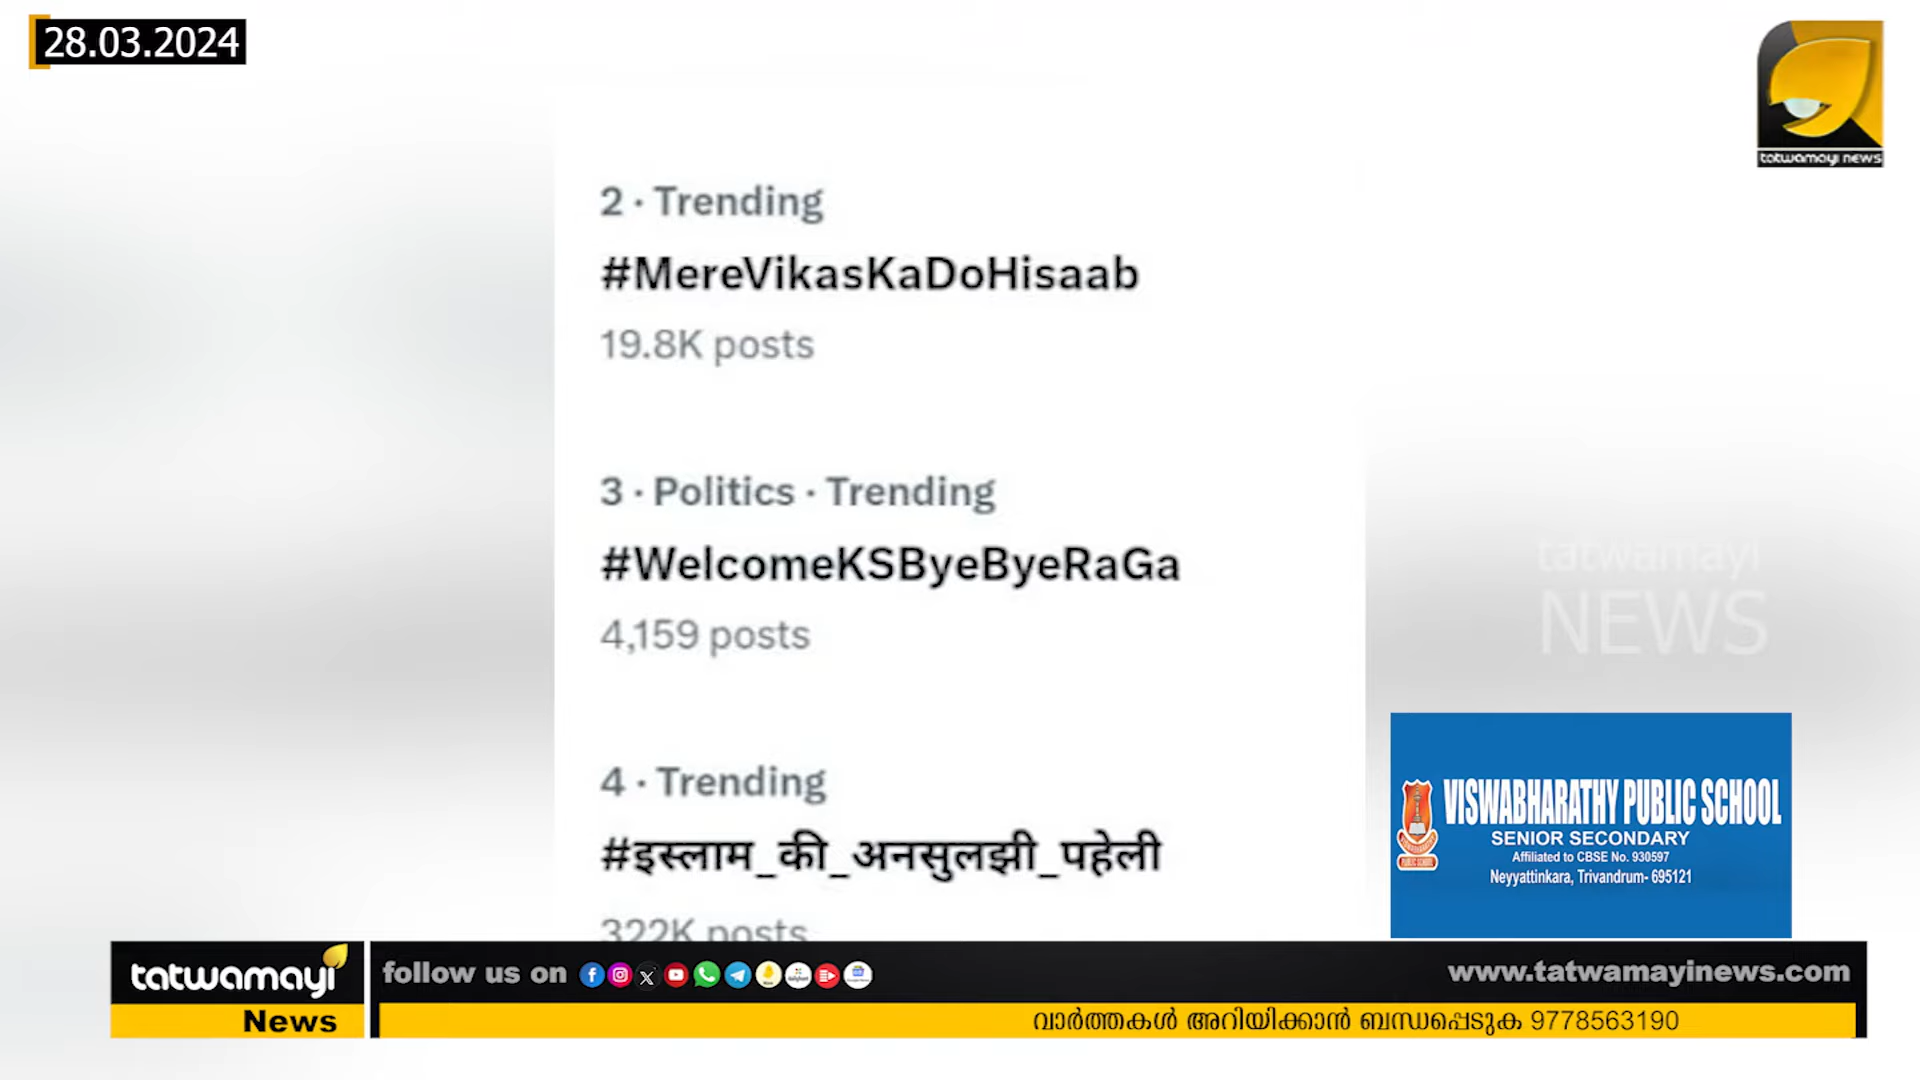 28.03.2024
tatwamayi news
2 · Trending
#MereVikasKaDoHisaab
19.8K posts
3 · Politics · Trending
#WelcomeKSByeByeRaGa
4,159 posts
tatwamayi
NEWS
4 · Trending
#इस्लाम_की_अनसुलझी_पहेली
322K posts
VISWABHARATHY PUBLIC SCHOOL
SENIOR SECONDARY
Affiliated to CBSE No. 930597
Neyyattinkara, Trivandrum- 695121
tatwamayi
News
follow us on
www.tatwamayinews.com
വാർത്തകൾ അറിയിക്കാൻ ബന്ധപ്പെടുക 9778563190